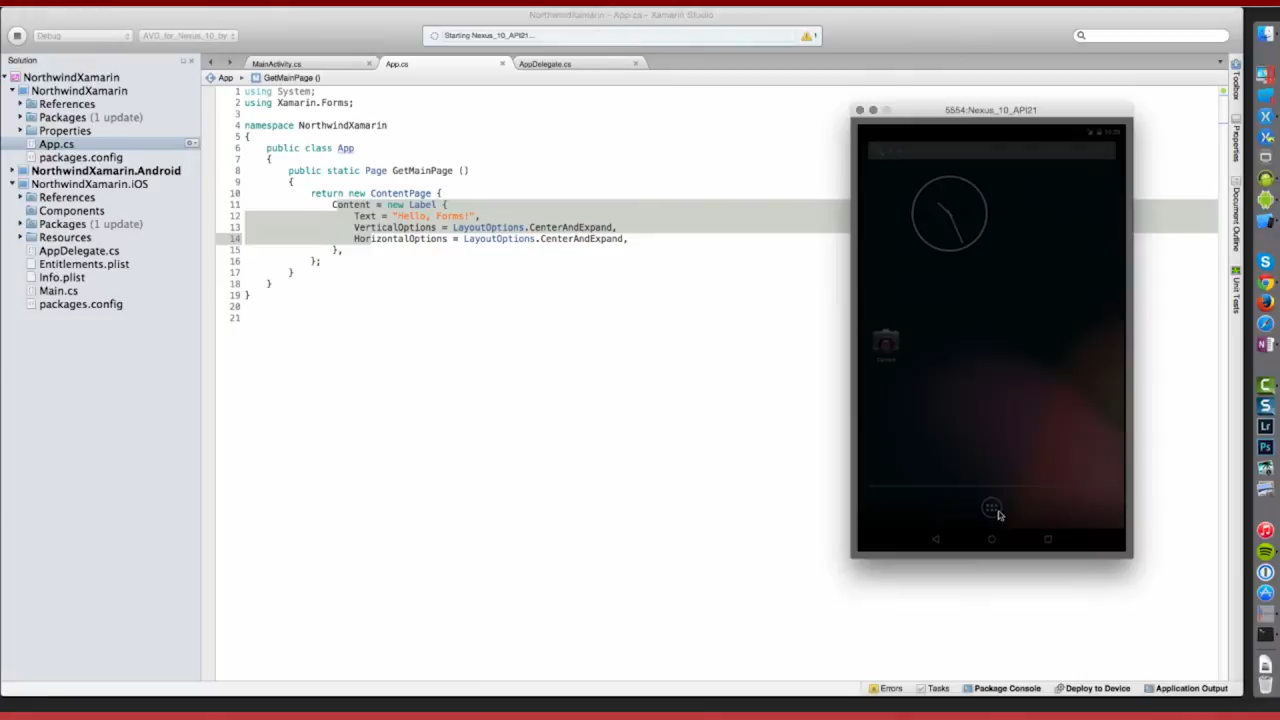 NorthwindXamarin – App.cs – Xamarin Studio
Debug
AVD_for_Nexus_10_by
Starting Nexus_10_API21...
1
Solution
MainActivity.cs
App.cs
AppDelegate.cs
App
GetMainPage ()
NorthwindXamarin
NorthwindXamarin
References
Packages (1 update)
Properties
App.cs
packages.config
NorthwindXamarin.Android
NorthwindXamarin.iOS
References
Components
Packages (1 update)
Resources
AppDelegate.cs
Entitlements.plist
Info.plist
Main.cs
packages.config
1 using System;
2 using Xamarin.Forms;
3
4 namespace NorthwindXamarin
5 {
6 public class App
7 {
8 public static Page GetMainPage ()
9 {
10 return new ContentPage {
11 Content = new Label {
12 Text = "Hello, Forms!",
13 VerticalOptions = LayoutOptions.CenterAndExpand,
14 HorizontalOptions = LayoutOptions.CenterAndExpand,
15 },
16 };
17 }
18 }
19 }
20
21
5554:Nexus_10_API21
Camera
Toolbox
Properties
Document Outline
Unit Tests
Errors
Tasks
Package Console
Deploy to Device
Application Output
Lr
Ps